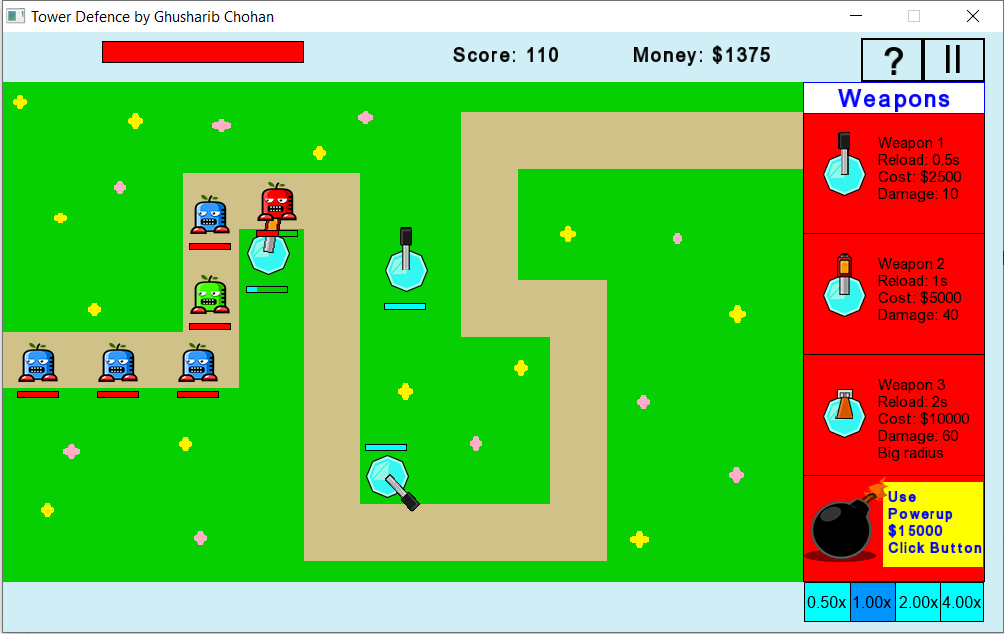 Tower Defence by Ghusharib Chohan
Score: 110
Money: $1375
?
||
Weapons
Weapon 1
Reload: 0.5s
Cost: $2500
Damage: 10
Weapon 2
Reload: 1s
Cost: $5000
Damage: 40
Weapon 3
Reload: 2s
Cost: $10000
Damage: 60
Big radius
Use
Powerup
$15000
Click Button
0.50x 1.00x 2.00x 4.00x